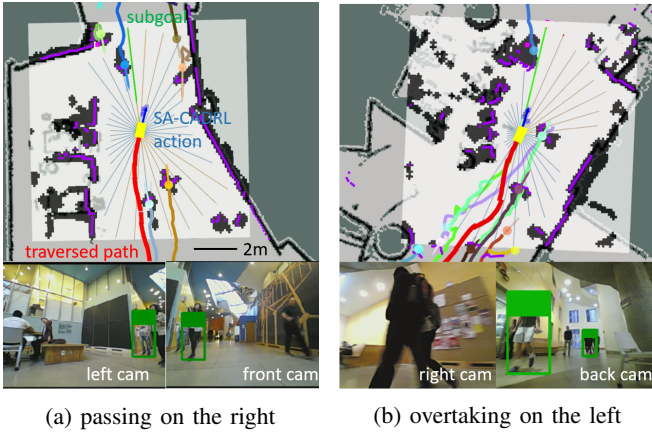 subgoal
SA-CADRL
action
traversed path
2m
left cam
front cam
right cam
back cam
(a) passing on the right
(b) overtaking on the left